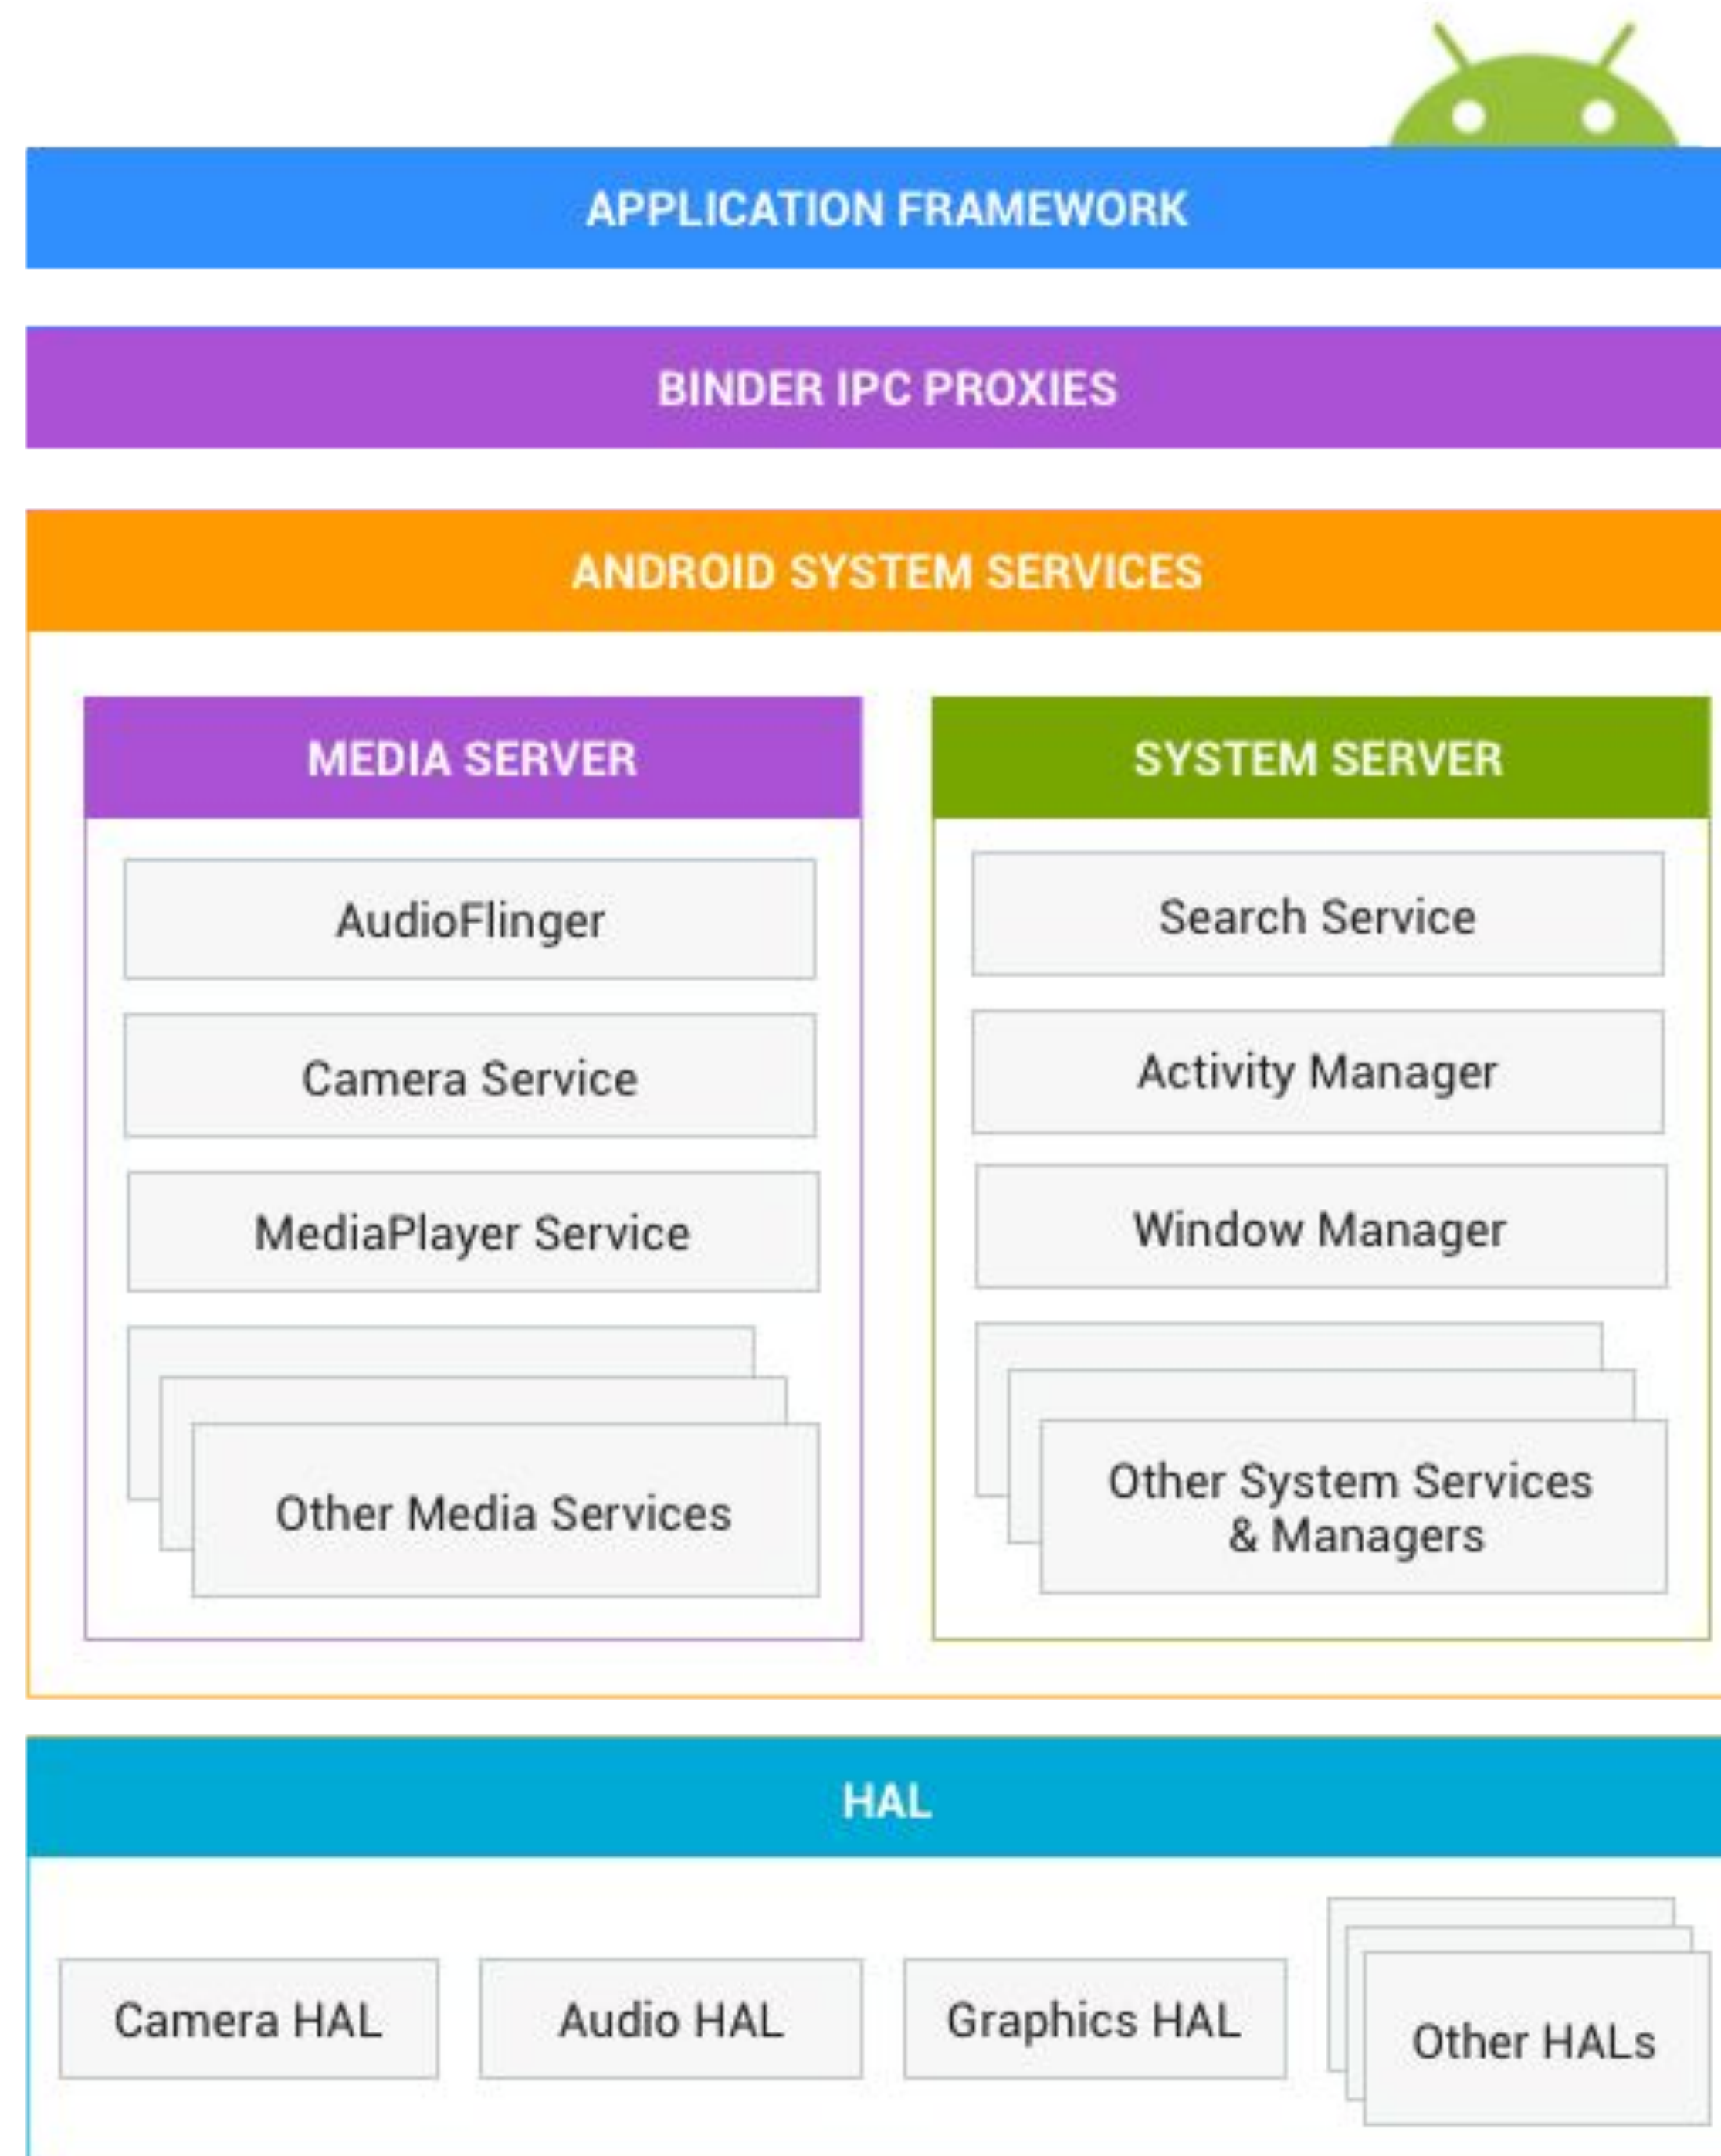 APPLICATION FRAMEWORK
BINDER IPC PROXIES
ANDROID SYSTEM SERVICES
MEDIA SERVER
AudioFlinger
Camera Service
MediaPlayer Service
Other Media Services
SYSTEM SERVER
Search Service
Activity Manager
Window Manager
Other System Services
& Managers
HAL
Camera HAL
Audio HAL
Graphics HAL
Other HALs